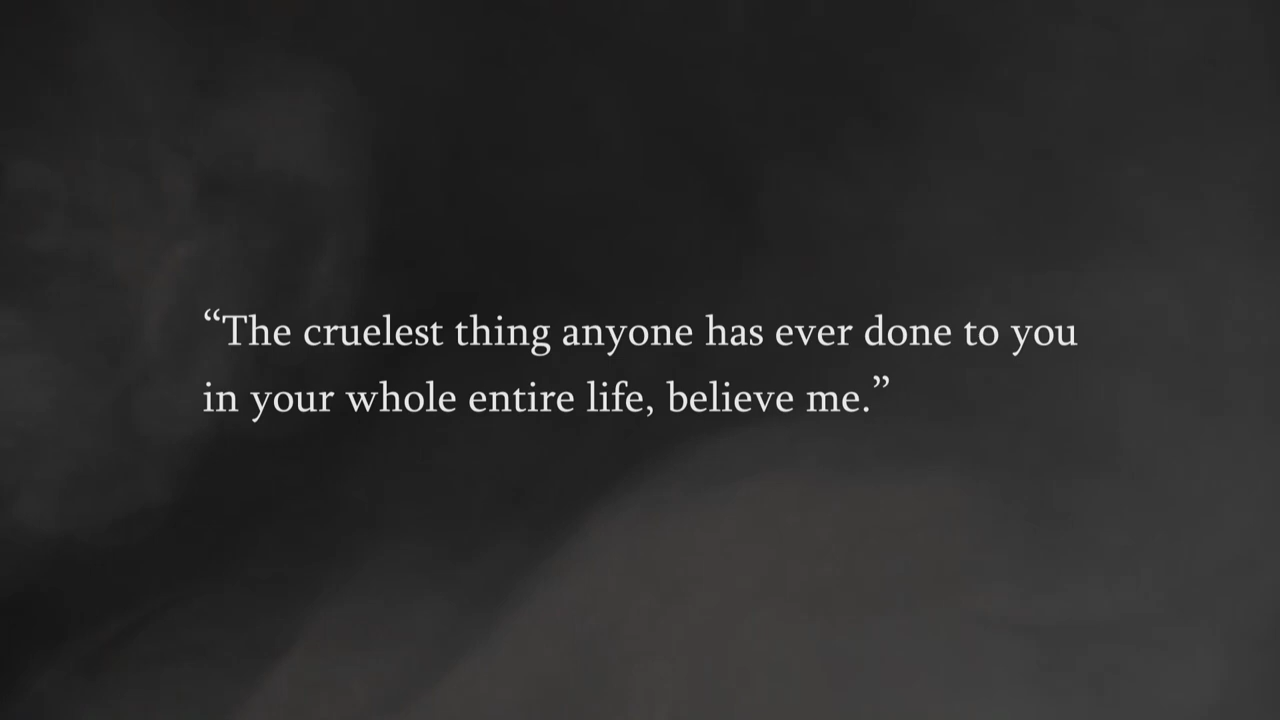 “The cruelest thing anyone has ever done to you
in your whole entire life, believe me.”